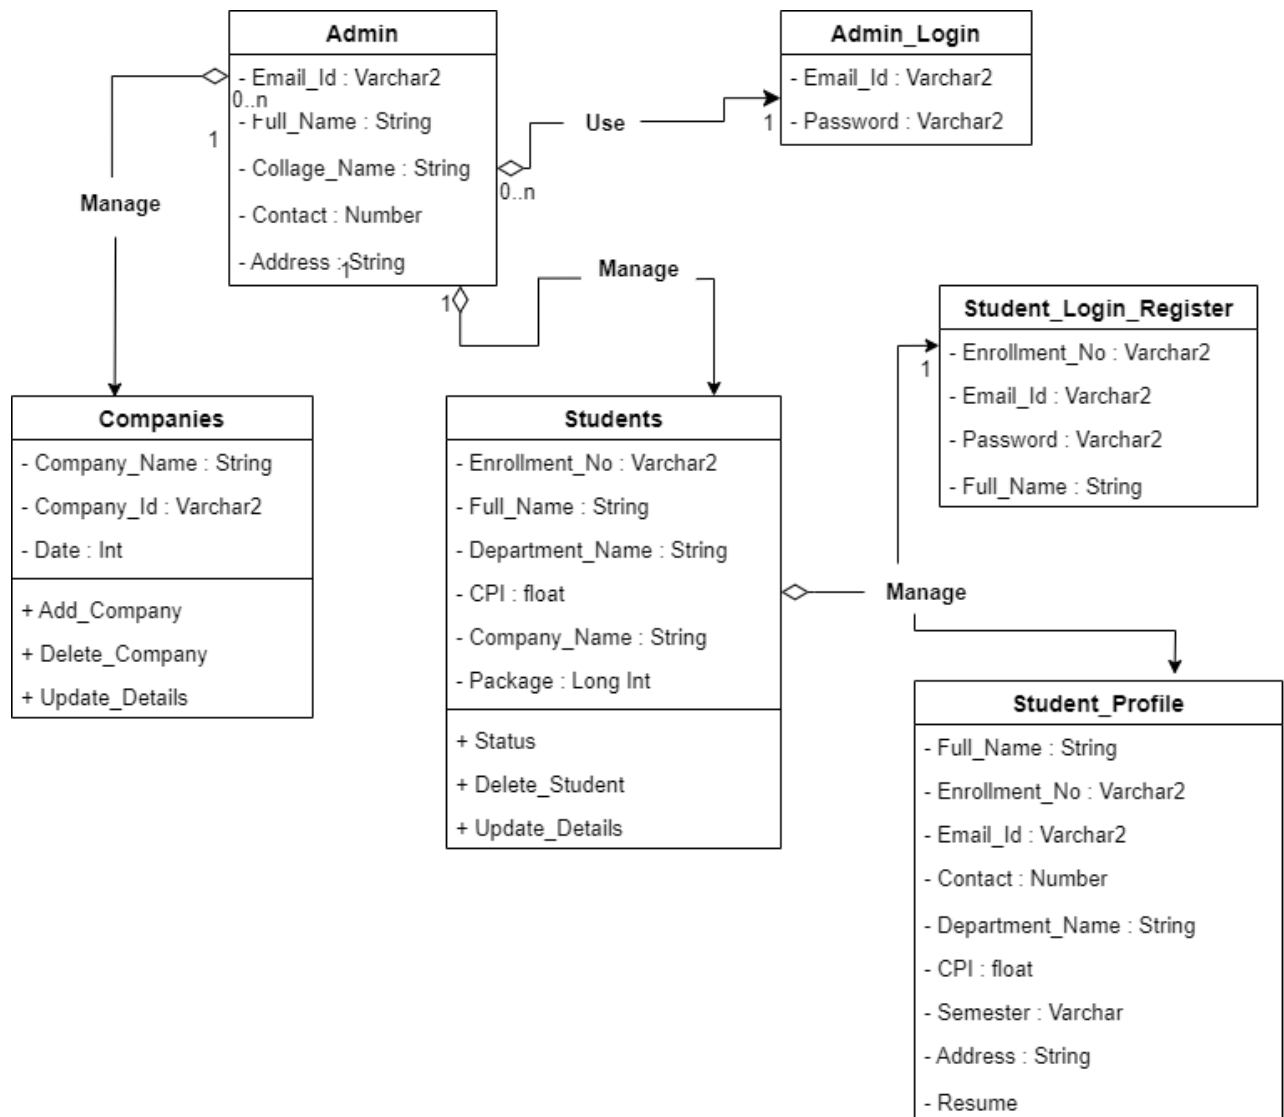 Admin
- Email_Id : Varchar2
0..n
- Full_Name : String
1
- Collage_Name : String
0..n
- Contact : Number
- Address : String
1
1
Use
Manage
Manage
Admin_Login
- Email_Id : Varchar2
1
- Password : Varchar2
Companies
- Company_Name : String
- Company_Id : Varchar2
- Date : Int
+ Add_Company
+ Delete_Company
+ Update_Details
Students
- Enrollment_No : Varchar2
- Full_Name : String
- Department_Name : String
- CPI : float
- Company_Name : String
- Package : Long Int
+ Status
+ Delete_Student
+ Update_Details
Manage
Student_Login_Register
- Enrollment_No : Varchar2
1
- Email_Id : Varchar2
- Password : Varchar2
- Full_Name : String
Student_Profile
- Full_Name : String
- Enrollment_No : Varchar2
- Email_Id : Varchar2
- Contact : Number
- Department_Name : String
- CPI : float
- Semester : Varchar
- Address : String
- Resume